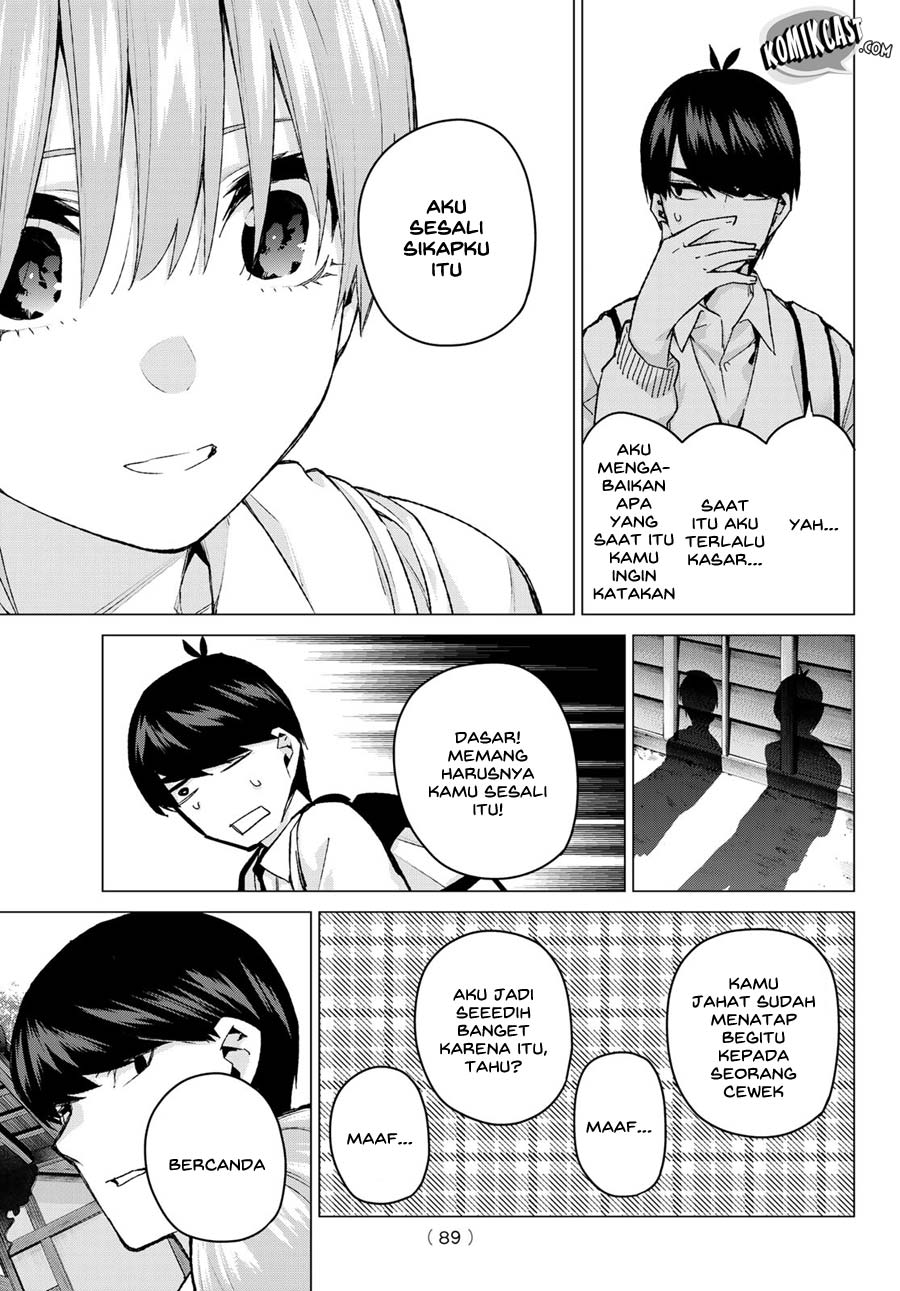 KOMIKCAST.COM
YAH...
SAAT
ITU AKU
TERLALU
KASAR...
AKU
MENGA-
BAIKAN
APA
YANG
SAAT ITU
KAMU
INGIN
KATAKAN
AKU
SESALI
SIKAPKU
ITU
DASAR!
MEMANG
HARUSNYA
KAMU SESALI
ITU!
KAMU
JAHAT SUDAH
MENATAP
BEGITU
KEPADA
SEORANG
CEWEK
MAAF...
AKU JADI
SEEEDIH
BANGET
KARENA ITU,
TAHU?
MAAF...
BERCANDA
( 89 )